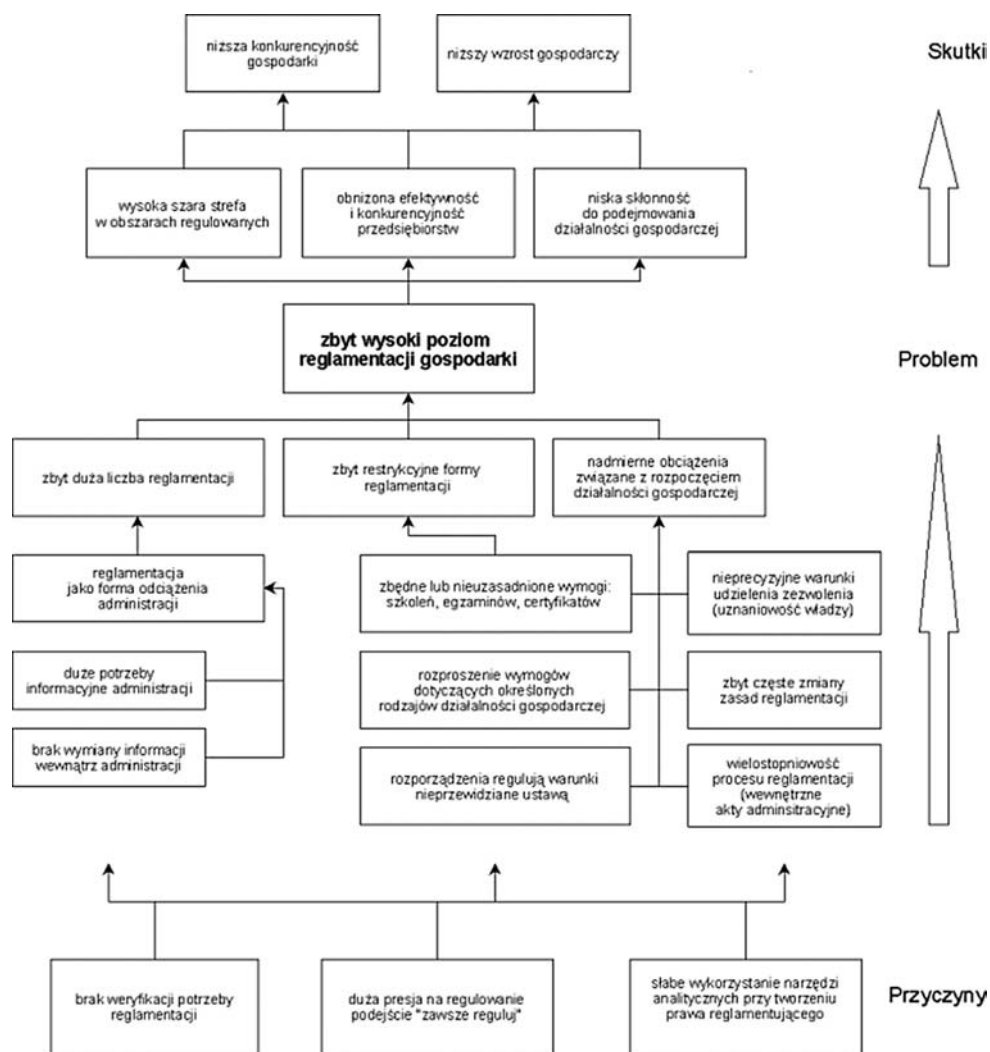 niższa konkurencyjność
gospodarki
niższy wzrost gospodarczy
Skutki
wysoka szara strefa
w obszarach regulowanych
obnizona efektywność
i konkurencyjność
przedsiębiorstw
niska skłonność
do podejmowania
działalności gospodarczej
zbyt wysoki poziom
reglamentacji gospodarki
Problem
zbyt duża liczba reglamentacji
zbyt restrykcyjne formy
reglamentacji
nadmierne obciążenia
związane z rozpoczęciem
działalności gospodarczej
reglamentacja
jako forma odciążenia
administracji
zbędne lub nieuzasadnione wymogi:
szkoleń, egzaminów, certyfikatów
nieprecyzyjne warunki
udzielenia zezwolenia
(uznaniowość władzy)
duże potrzeby
informacyjne administracji
rozproszenie wymogów
dotyczących określonych
rodzajów działalności gospodarczej
zbyt częste zmiany
zasad reglamentacji
brak wymiany informacji
wewnątrz administracji
rozporządzenia regulują warunki
nieprzewidziane ustawą
wielostopniowość
procesu reglamentacji
(wewnętrzne
akty adminsitracyjne)
brak weryfikacji potrzeby
reglamentacji
duża presja na regulowanie
podejście "zawsze reguluj"
słabe wykorzystanie narzędzi
analitycznych przy tworzeniu
prawa reglamentującego
Przyczyny